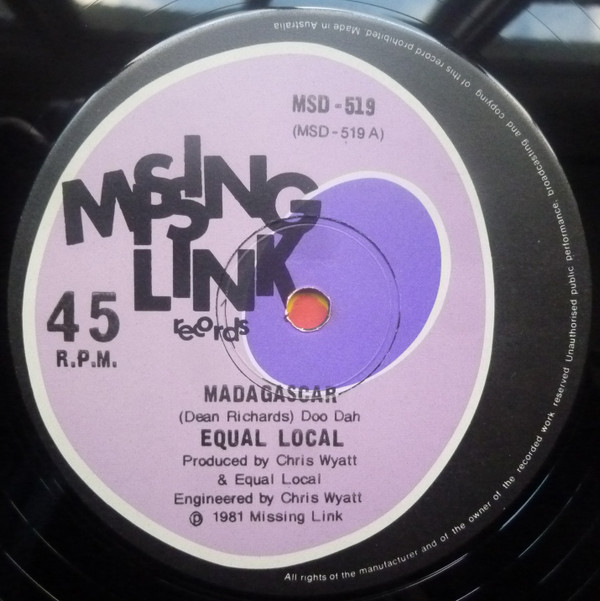 MSD-519
(MSD-519 A)
MISSING
LINK
records
45
R.P.M.
MADAGASCAR
(Dean Richards) Doo Dah
EQUAL LOCAL
Produced by Chris Wyatt
& Equal Local
Engineered by Chris Wyatt
Ⓟ 1981 Missing Link
All rights of the manufacturer and of the owner of the recorded work reserved Unauthorised public performance, broadcasting and copying of this record prohibited. Made in Australia